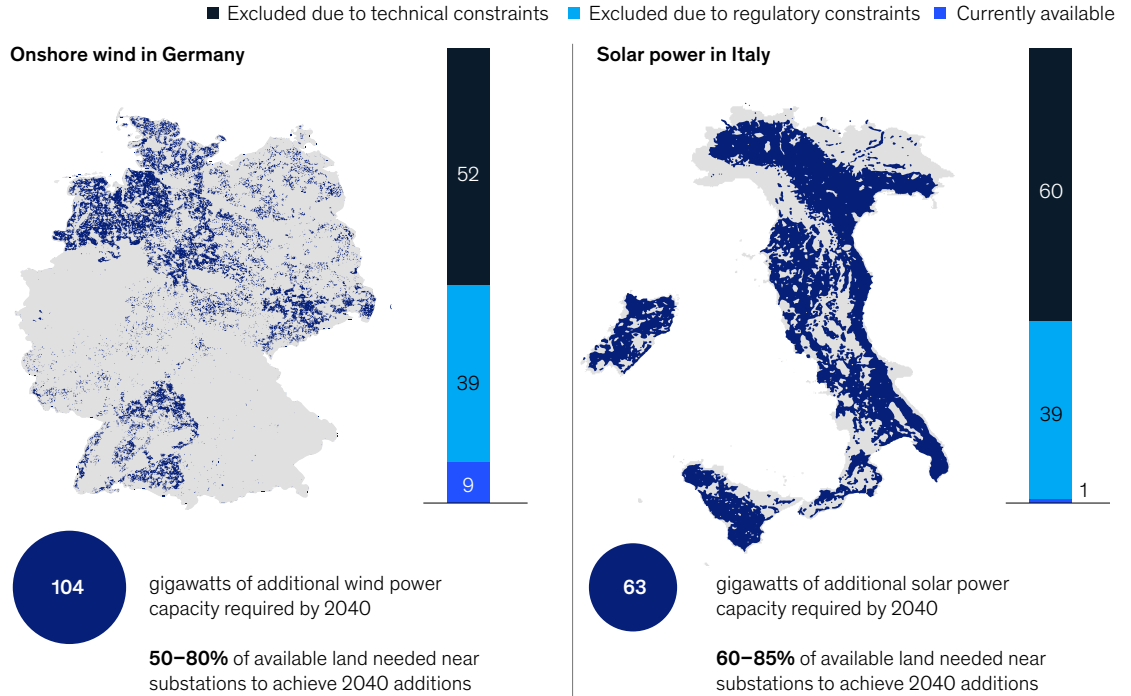 Excluded due to technical constraints
Excluded due to regulatory constraints
Currently available
Onshore wind in Germany
52
39
9
104
gigawatts of additional wind power
capacity required by 2040
50–80% of available land needed near
substations to achieve 2040 additions
Solar power in Italy
60
39
1
63
gigawatts of additional solar power
capacity required by 2040
60–85% of available land needed near
substations to achieve 2040 additions